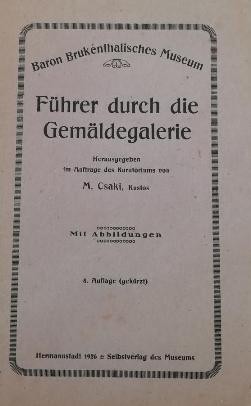 Baron Brukenthalisches Museum
Führer durch die
Gemäldegalerie
Herausgegeben
im Auftrage des Kuratoriums von
M. Csaki, Kustos
Mit Abbildungen
6. Auflage (gekürzt)
Hermannstadt 1926 :: Selbstverlag des Museums